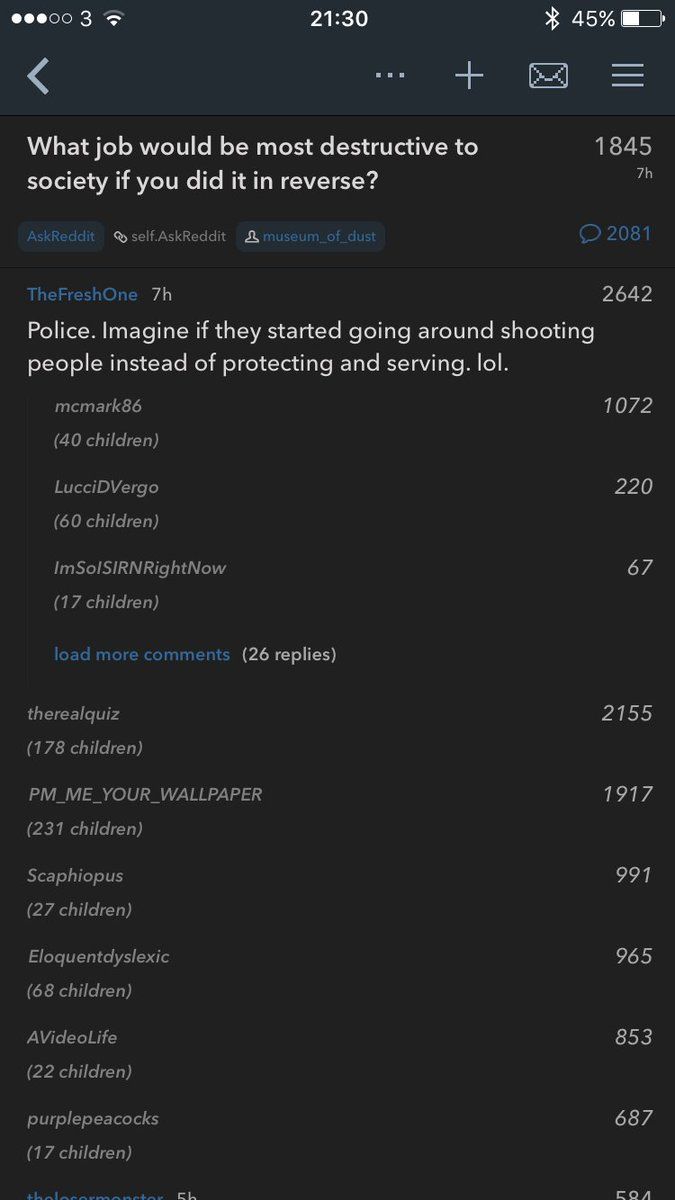 3 21:30 45%
What job would be most destructive to 1845
society if you did it in reverse? 7h
AskReddit self.AskReddit museum_of_dust 2081
TheFreshOne 7h 2642
Police. Imagine if they started going around shooting
people instead of protecting and serving. lol.
mcmark86 1072
(40 children)
LucciDVergo 220
(60 children)
ImSoISIRNRightNow 67
(17 children)
load more comments (26 replies)
therealquiz 2155
(178 children)
PM_ME_YOUR_WALLPAPER 1917
(231 children)
Scaphiopus 991
(27 children)
Eloquentdyslexic 965
(68 children)
AVideoLife 853
(22 children)
purplepeacocks 687
(17 children)
thelosermonster 5h 584